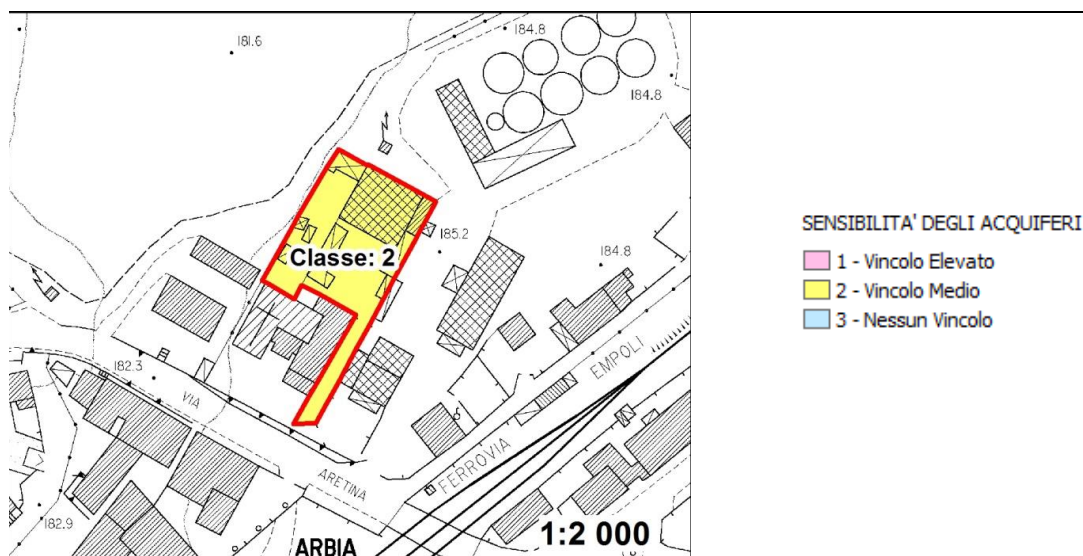 181.6
184.8
184.8
185.2
Classe: 2
184.8
182.3
VIA
ARETINA
FERROVIA
EMPOLI
182.9
ARBIA
1:2 000
SENSIBILITA' DEGLI ACQUIFERI
1 - Vincolo Elevato
2 - Vincolo Medio
3 - Nessun Vincolo